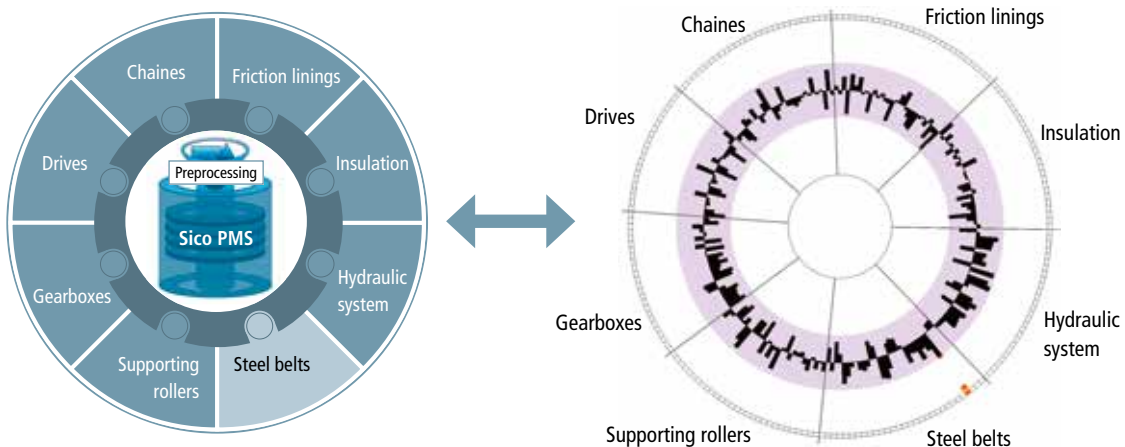 Chaines
Friction linings
Drives
Preprocessing
Insulation
Sico PMS
Gearboxes
Hydraulic
system
Supporting
rollers
Steel belts
Chaines
Friction linings
Drives
Insulation
Gearboxes
Hydraulic
system
Supporting rollers
Steel belts